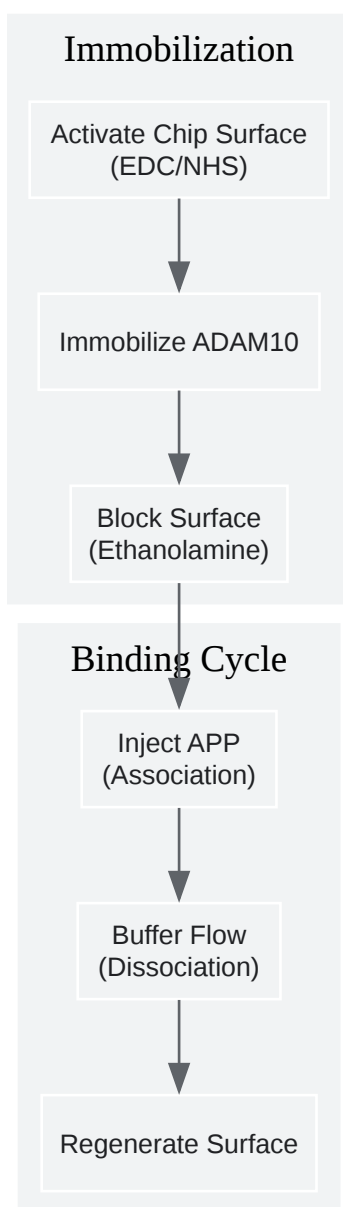 Immobilization
Activate Chip Surface
(EDC/NHS)
Immobilize ADAM10
Block Surface
(Ethanolamine)
Binding Cycle
Inject APP
(Association)
Buffer Flow
(Dissociation)
Regenerate Surface